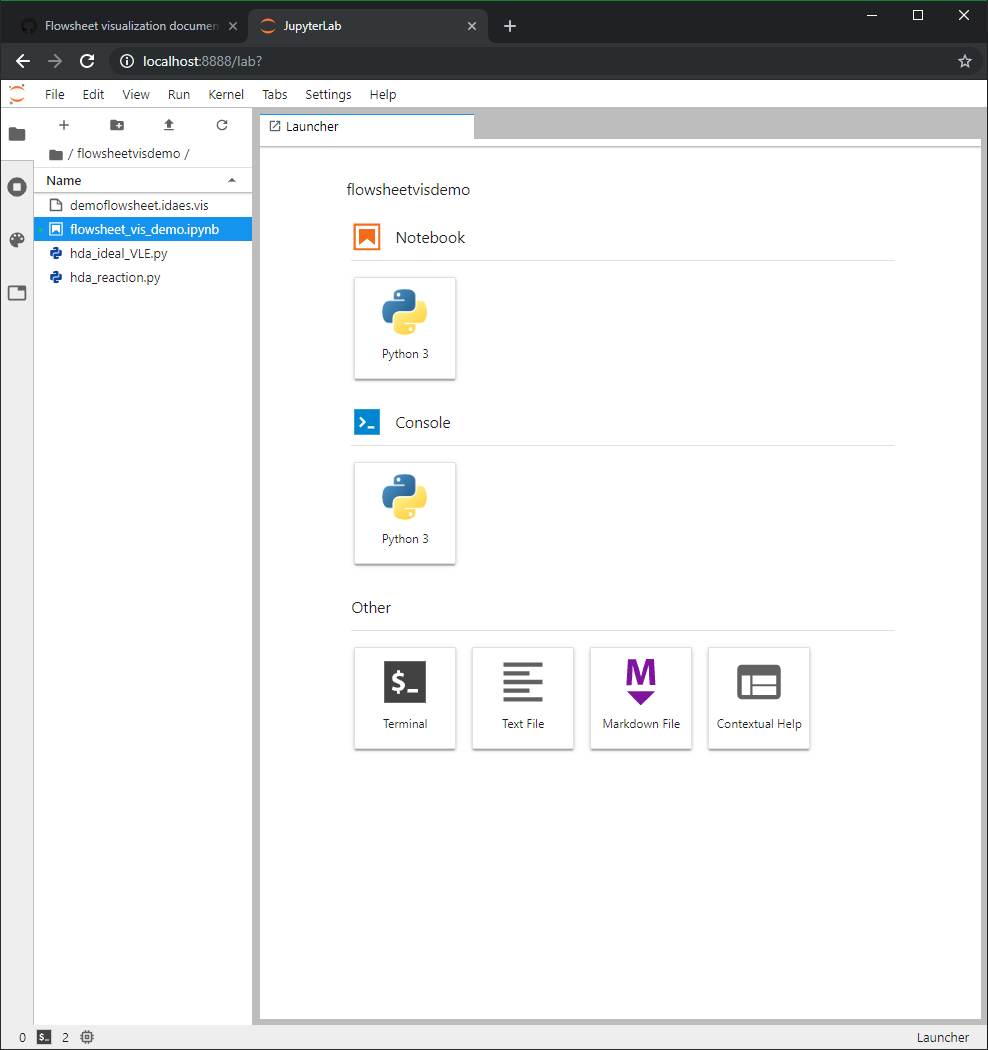 Flowsheet visualization documen
JupyterLab
localhost:8888/lab?
File Edit View Run Kernel Tabs Settings Help
Launcher
/ flowsheetvisdemo /
Name
demoflowsheet.idaes.vis
flowsheet_vis_demo.ipynb
hda_ideal_VLE.py
hda_reaction.py
flowsheetvisdemo
Notebook
Python 3
>_
Console
Python 3
Other
$_
Terminal
Text File
M
Markdown File
Contextual Help
0 $_ 2
Launcher